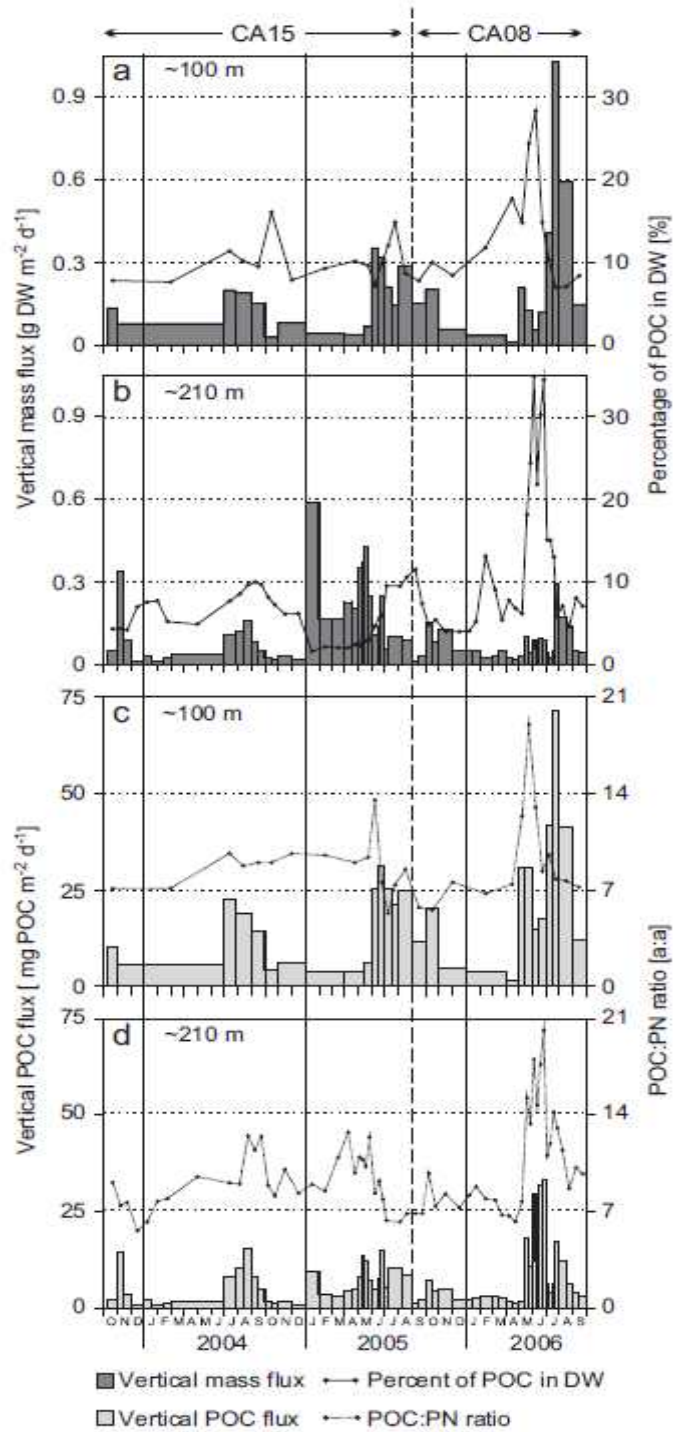 CA15 CA08
a ~100 m
0.9 30
0.6 20
0.3 10
0 0
b ~210 m
0.9 30
0.6 20
0.3 10
0 0
Vertical mass flux [g DW m⁻² d⁻¹]
Percentage of POC in DW [%]
75 21
c ~100 m
50 14
25 7
0 0
75 21
d ~210 m
50 14
25 7
0 0
Vertical POC flux [ mg POC m⁻² d⁻¹]
POC:PN ratio [a:a]
O N D J F M A M J J A S O N D J F M A M J J A S O N D J F M A M J J A S
2004 2005 2006
Vertical mass flux Percent of POC in DW
Vertical POC flux POC:PN ratio